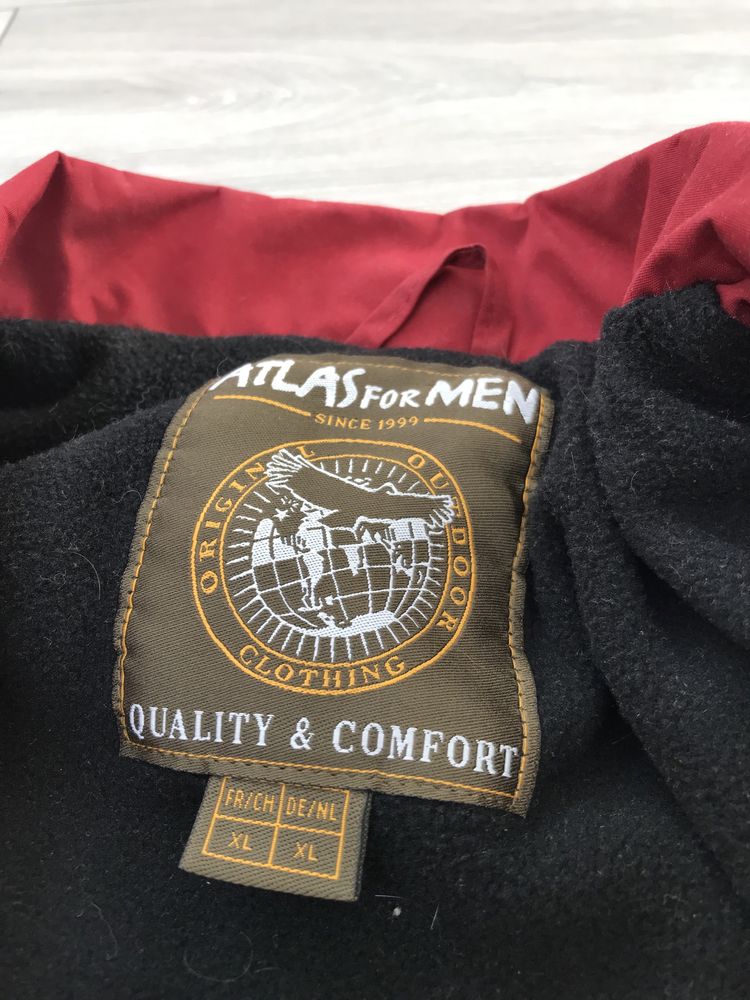 ATLAS FOR MEN
SINCE 1999
ORIGINAL OUTDOOR
CLOTHING
QUALITY & COMFORT
FR/CH DE/NL
XL XL